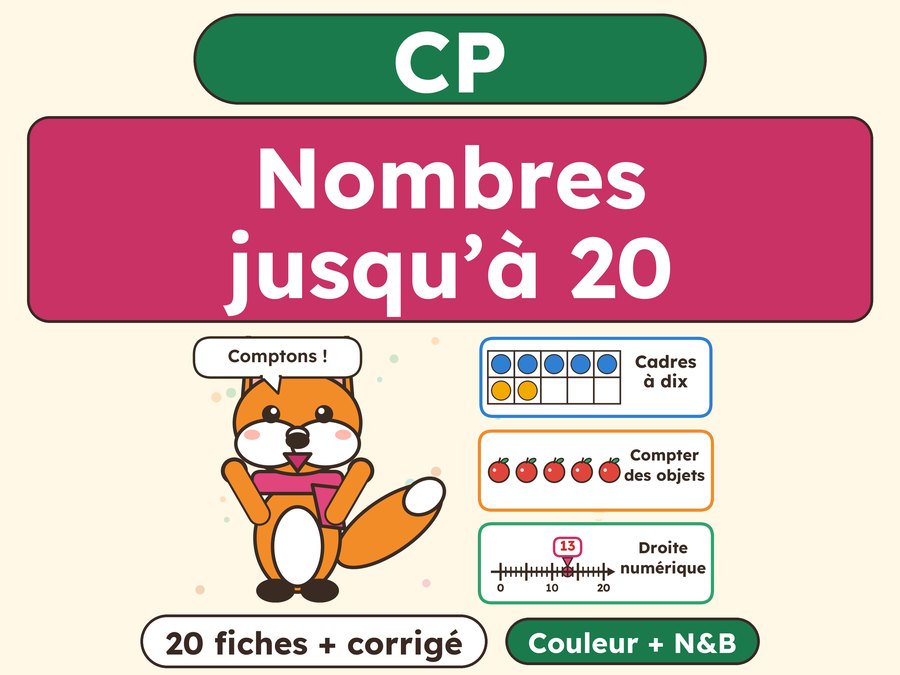 CP
Nombres
jusqu’à 20
Comptons !
Cadres
à dix
Compter
des objets
13
Droite
numérique
0 10 20
20 fiches + corrigé
Couleur + N&B